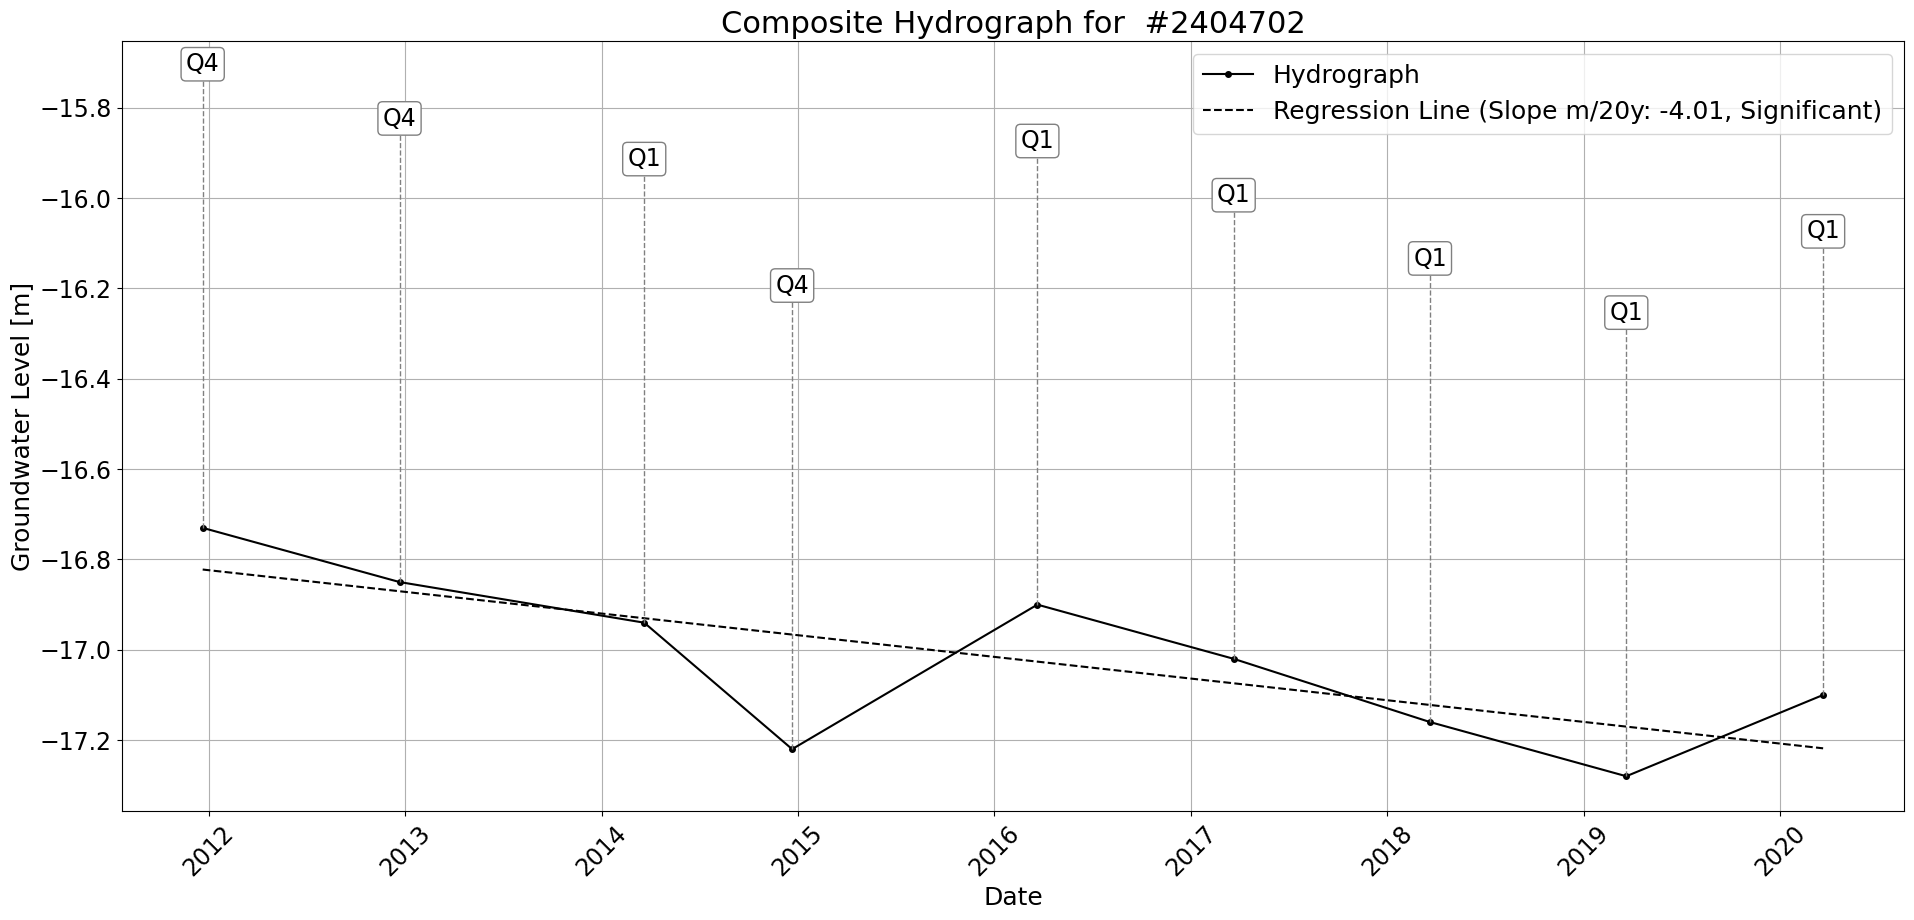 Composite Hydrograph for  #2404702
Hydrograph
Regression Line (Slope m/20y: -4.01, Significant)
Q4
Q4
Q1
Q4
Q1
Q1
Q1
Q1
Q1
Groundwater Level [m]
−15.8
−16.0
−16.2
−16.4
−16.6
−16.8
−17.0
−17.2
2012
2013
2014
2015
2016
2017
2018
2019
2020
Date